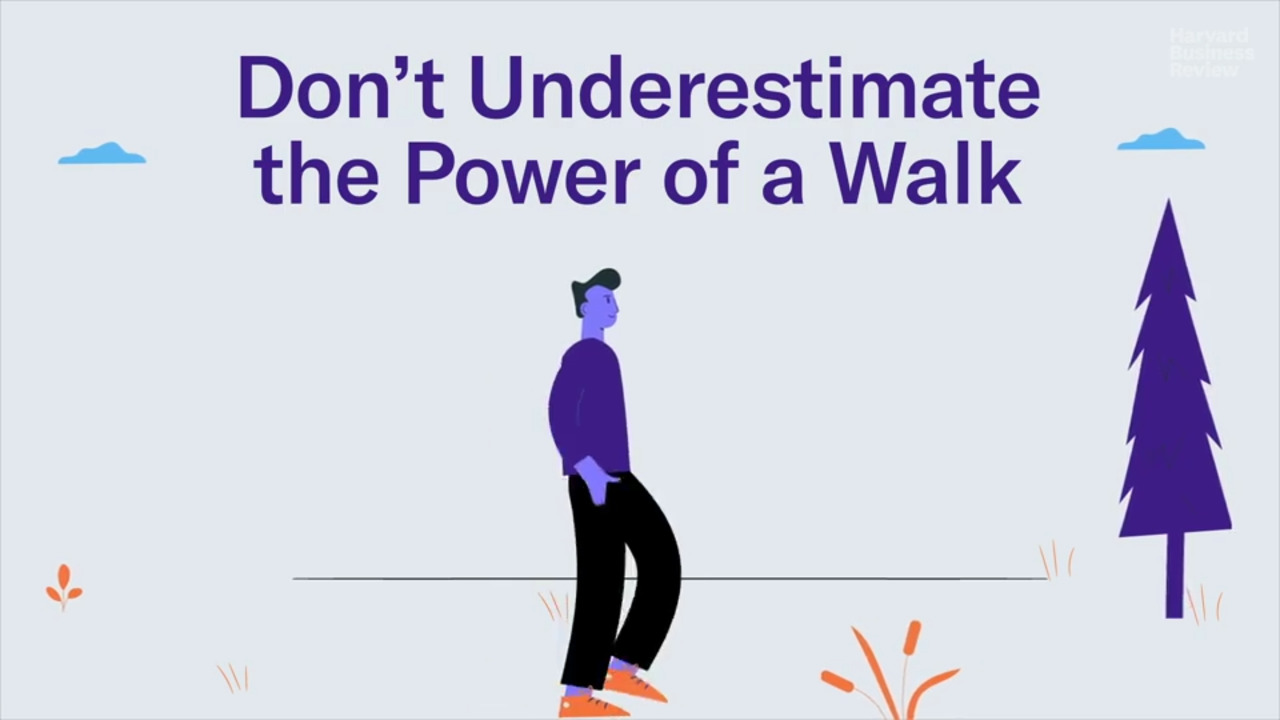 Don’t Underestimate
the Power of a Walk
Harvard
Business
Review